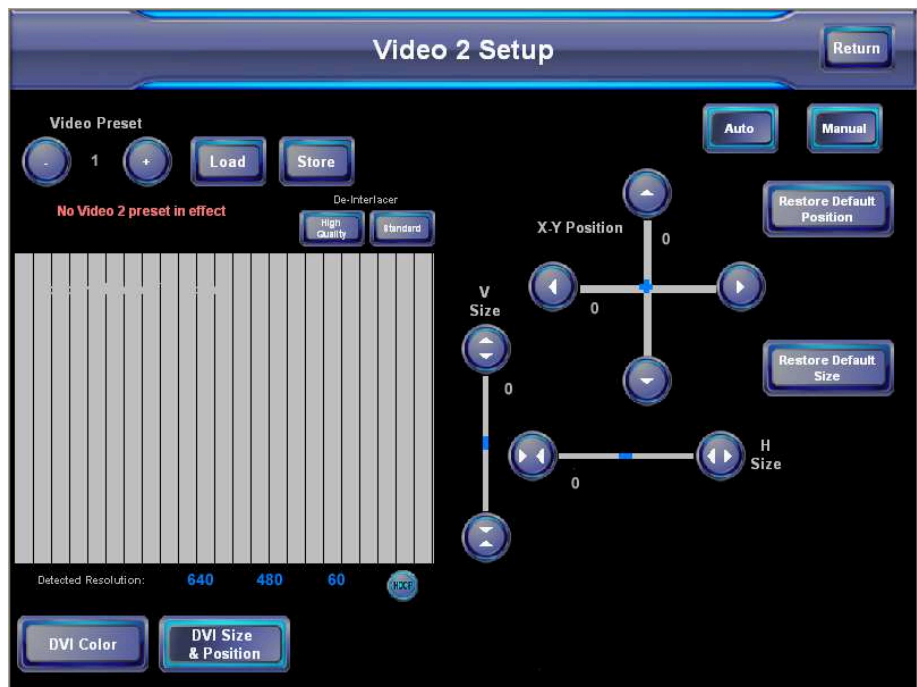 Video 2 Setup
Return
Video Preset
-
1
+
Load
Store
Auto
Manual
No Video 2 preset in effect
De-Interlacer
High
Quality
Standard
X-Y Position
0
0
Restore Default
Position
V
Size
0
Restore Default
Size
H
Size
0
Detected Resolution: 640 480 60 HDCP
DVI Color
DVI Size
& Position